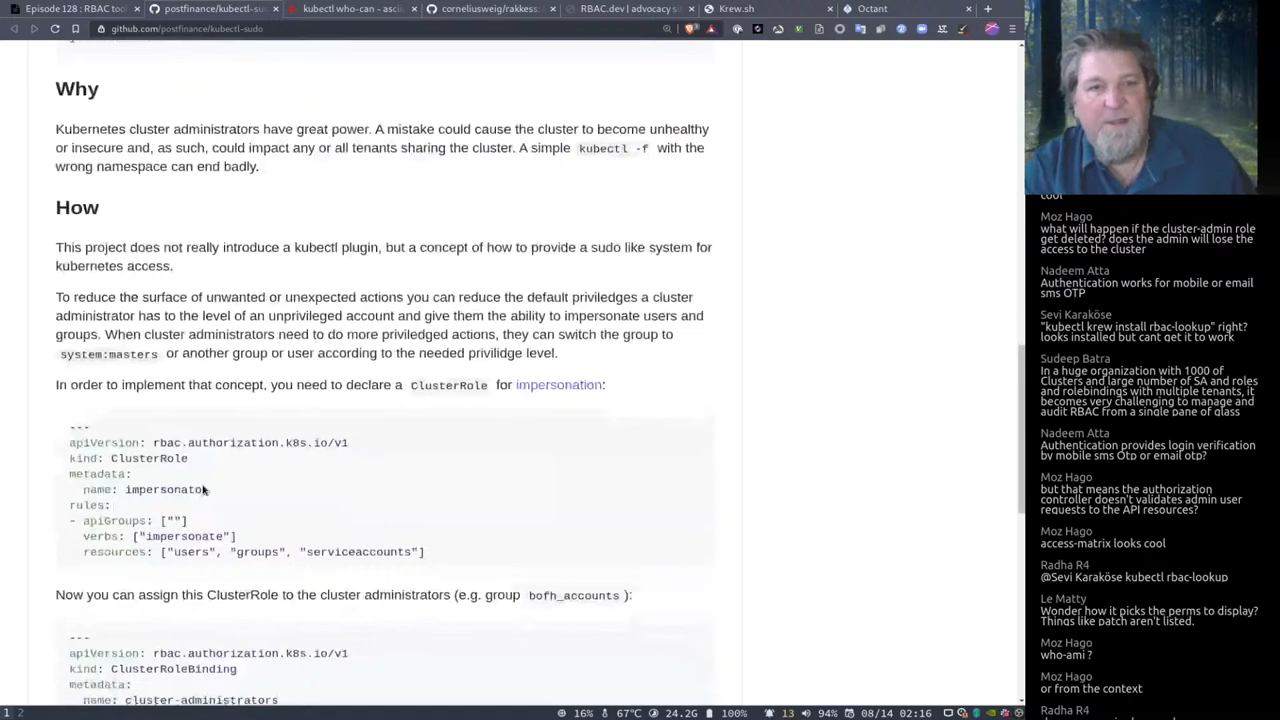 Episode 128 : RBAC tool
postfinance/kubectl-su
kubectl who-can - ascii
corneliusweig/rakkess:
RBAC.dev | advocacy sit
Krew.sh
Octant
github.com/postfinance/kubectl-sudo
Why
Kubernetes cluster administrators have great power. A mistake could cause the cluster to become unhealthy
or insecure and, as such, could impact any or all tenants sharing the cluster. A simple kubectl -f with the
wrong namespace can end badly.
How
This project does not really introduce a kubectl plugin, but a concept of how to provide a sudo like system for
kubernetes access.
To reduce the surface of unwanted or unexpected actions you can reduce the default priviledges a cluster
administrator has to the level of an unprivileged account and give them the ability to impersonate users and
groups. When cluster administrators need to do more priviledged actions, they can switch the group to
system:masters or another group or user according to the needed privilidge level.
In order to implement that concept, you need to declare a ClusterRole for impersonation:
---
apiVersion: rbac.authorization.k8s.io/v1
kind: ClusterRole
metadata:
name: impersonato
rules:
- apiGroups: [""]
verbs: ["impersonate"]
resources: ["users", "groups", "serviceaccounts"]
Now you can assign this ClusterRole to the cluster administrators (e.g. group bofh_accounts ):
---
apiVersion: rbac.authorization.k8s.io/v1
kind: ClusterRoleBinding
metadata:
name: cluster-administrators
cool
Moz Hago
what will happen if the cluster-admin role
get deleted? does the admin will lose the
access to the cluster
Nadeem Atta
Authentication works for mobile or email
sms OTP
Sevi Karaköse
"kubectl krew install rbac-lookup" right?
looks installed but cant get it to work
Sudeep Batra
In a huge organization with 1000 of
Clusters and large number of SA and roles
and rolebindings with multiple tenants, it
becomes very challenging to manage and
audit RBAC from a single pane of glass
Nadeem Atta
Authentication provides login verification
by mobile sms Otp or email otp?
Moz Hago
but that means the authorization
controller doesn't validates admin user
requests to the API resources?
Moz Hago
access-matrix looks cool
Radha R4
@Sevi Karaköse kubectl rbac-lookup
Le Matty
Wonder how it picks the perms to display?
Things like patch aren't listed.
Moz Hago
who-ami ?
Moz Hago
or from the context
Radha R4
1 2
16% 67°C 24.2G 100% 13 94% 08/14 02:16